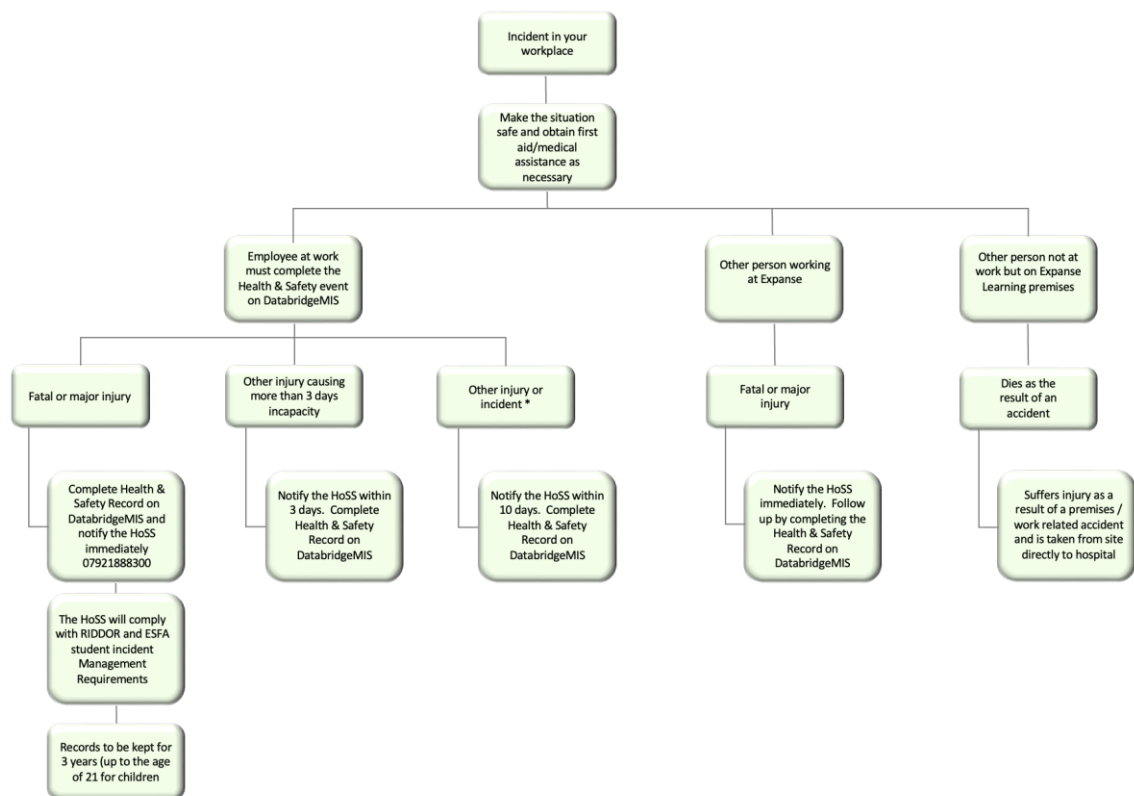 Incident in your
workplace
Make the situation
safe and obtain first
aid/medical
assistance as
necessary
Employee at work
must complete the
Health & Safety event
on DatabridgeMIS
Other person working
at Expanse
Other person not at
work but on Expanse
Learning premises
Fatal or major injury
Other injury causing
more than 3 days
incapacity
Other injury or
incident *
Fatal or major
injury
Dies as the
result of an
accident
Complete Health &
Safety Record on
DatabridgeMIS and
notify the HoSS
immediately
07921888300
Notify the HoSS within
3 days. Complete
Health & Safety
Record on
DatabridgeMIS
Notify the HoSS within
10 days. Complete
Health & Safety
Record on
DatabridgeMIS
Notify the HoSS
immediately. Follow
up by completing the
Health & Safety
Record on
DatabridgeMIS
Suffers injury as a
result of a premises /
work related accident
and is taken from site
directly to hospital
The HoSS will comply
with RIDDOR and ESFA
student incident
Management
Requirements
Records to be kept for
3 years (up to the age
of 21 for children